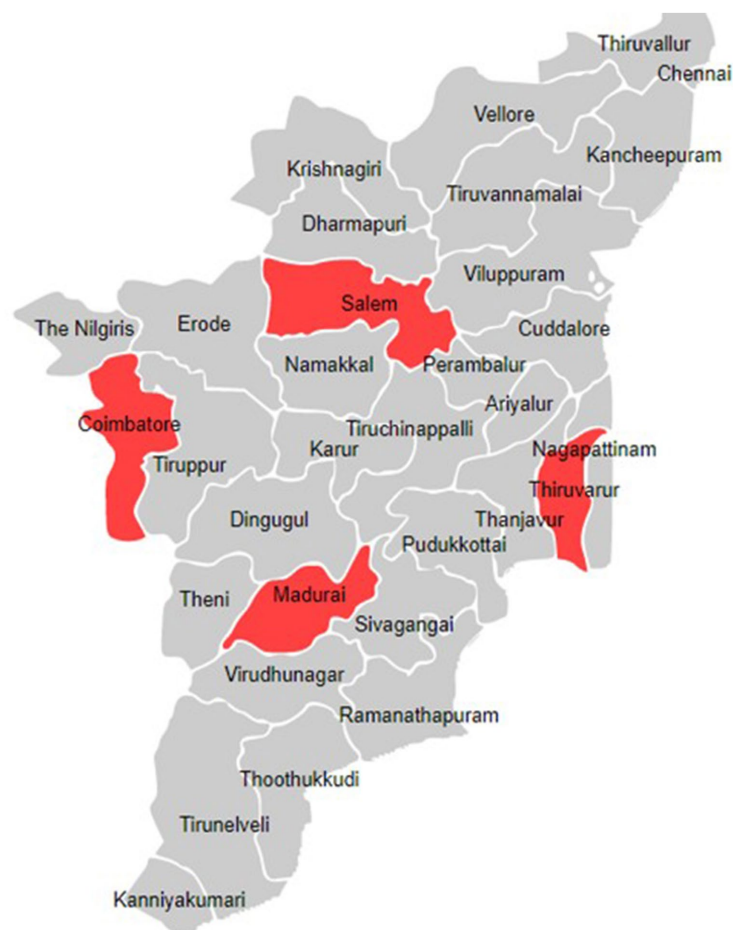 Thiruvallur
Chennai
Vellore
Kancheepuram
Krishnagiri
Tiruvannamalai
Dharmapuri
Viluppuram
Salem
The Nilgiris
Erode
Cuddalore
Namakkal
Perambalur
Ariyalur
Coimbatore
Tiruchinappalli
Karur
Nagapattinam
Tiruppur
Thiruvarur
Dingugul
Thanjavur
Pudukkottai
Theni
Madurai
Sivagangai
Virudhunagar
Ramanathapuram
Thoothukkudi
Tirunelveli
Kanniyakumari